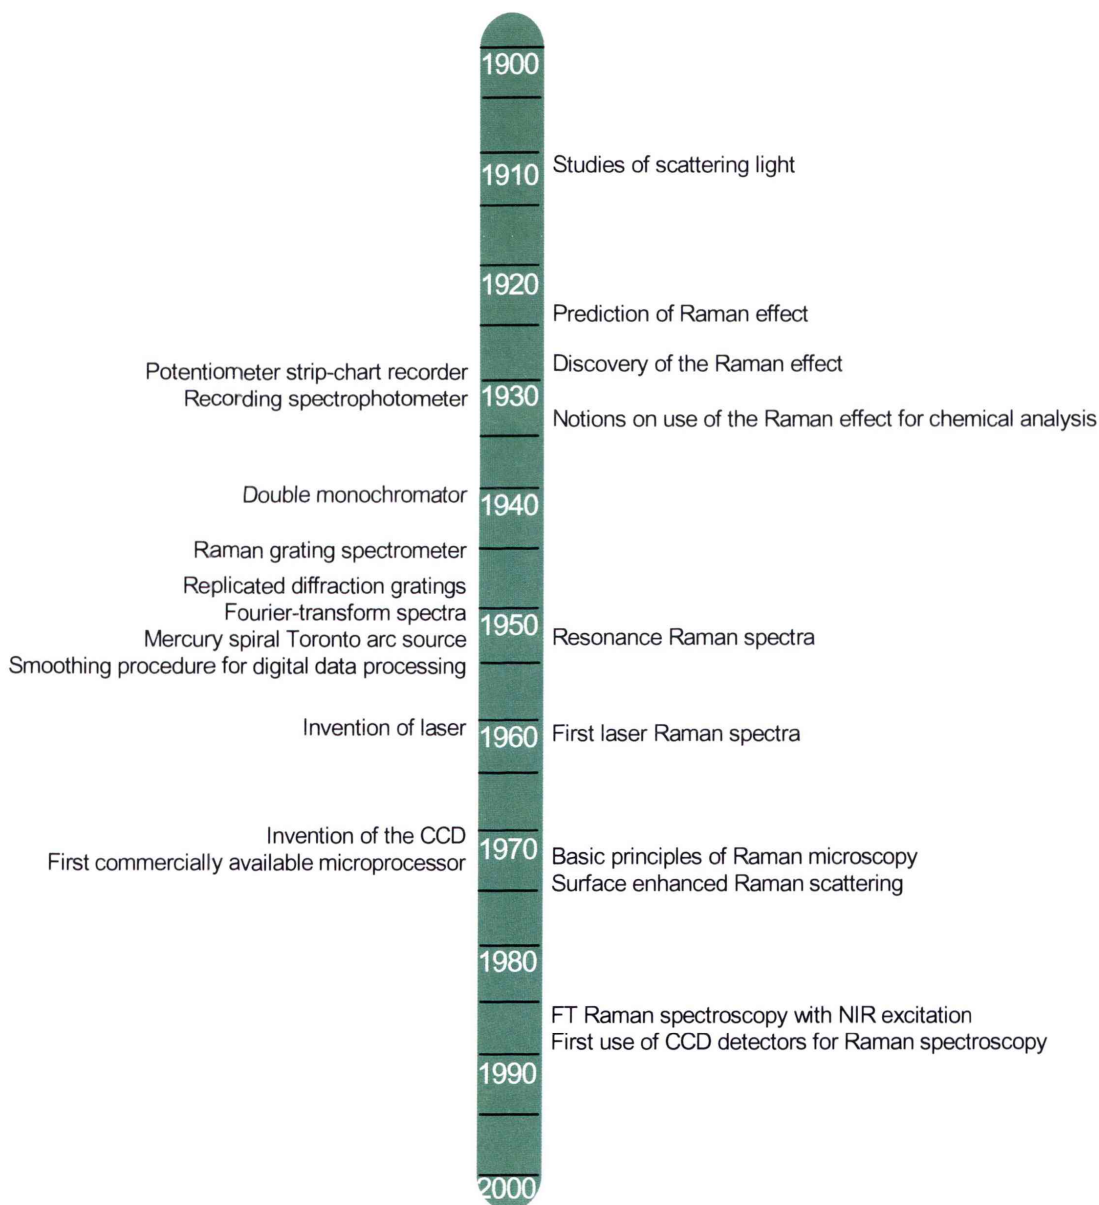 1900
Studies of scattering light
1910
1920
Prediction of Raman effect
Discovery of the Raman effect
Potentiometer strip-chart recorder
Recording spectrophotometer
1930
Notions on use of the Raman effect for chemical analysis
Double monochromator
1940
Raman grating spectrometer
Replicated diffraction gratings
Fourier-transform spectra
1950
Mercury spiral Toronto arc source
Resonance Raman spectra
Smoothing procedure for digital data processing
Invention of laser
1960
First laser Raman spectra
Invention of the CCD
1970
First commercially available microprocessor
Basic principles of Raman microscopy
Surface enhanced Raman scattering
1980
FT Raman spectroscopy with NIR excitation
First use of CCD detectors for Raman spectroscopy
1990
2000